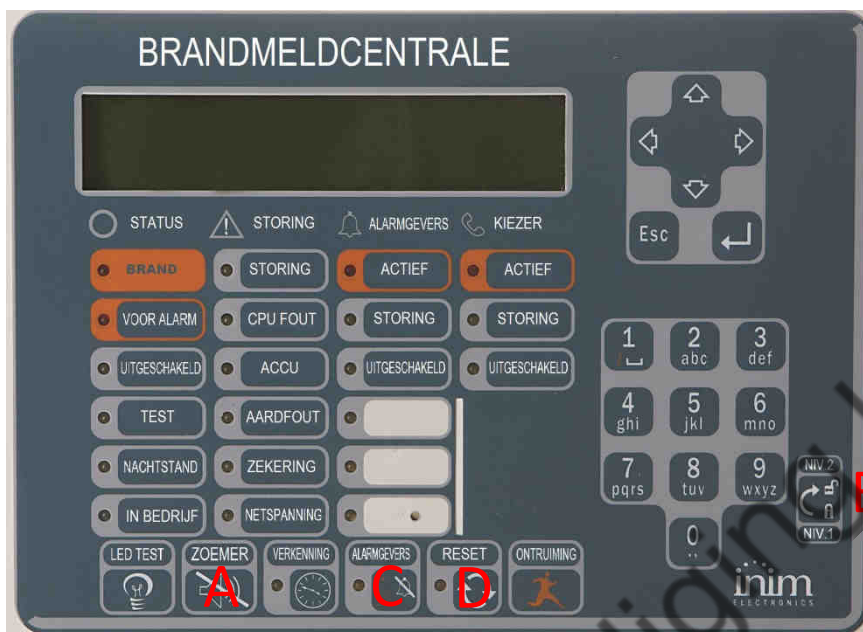 BRANDMELDCENTRALE
STATUS STORING ALARMGEVERS KIEZER
BRAND STORING ACTIEF ACTIEF
VOOR ALARM CPU FOUT STORING STORING
UITGESCHAKELD ACCU UITGESCHAKELD UITGESCHAKELD
TEST AARDFOUT
NACHTSTAND ZEKERING
IN BEDRIJF NETSPANNING
LED TEST ZOEMER VERKENNING ALARMGEVERS RESET ONTRUIMING
A C D
Esc
1 2 3
abc def
4 5 6
ghi jkl mno
7 8 9
pqrs tuv wxyz
0
NIV.2
NIV.1
inim
ELECTRONICS